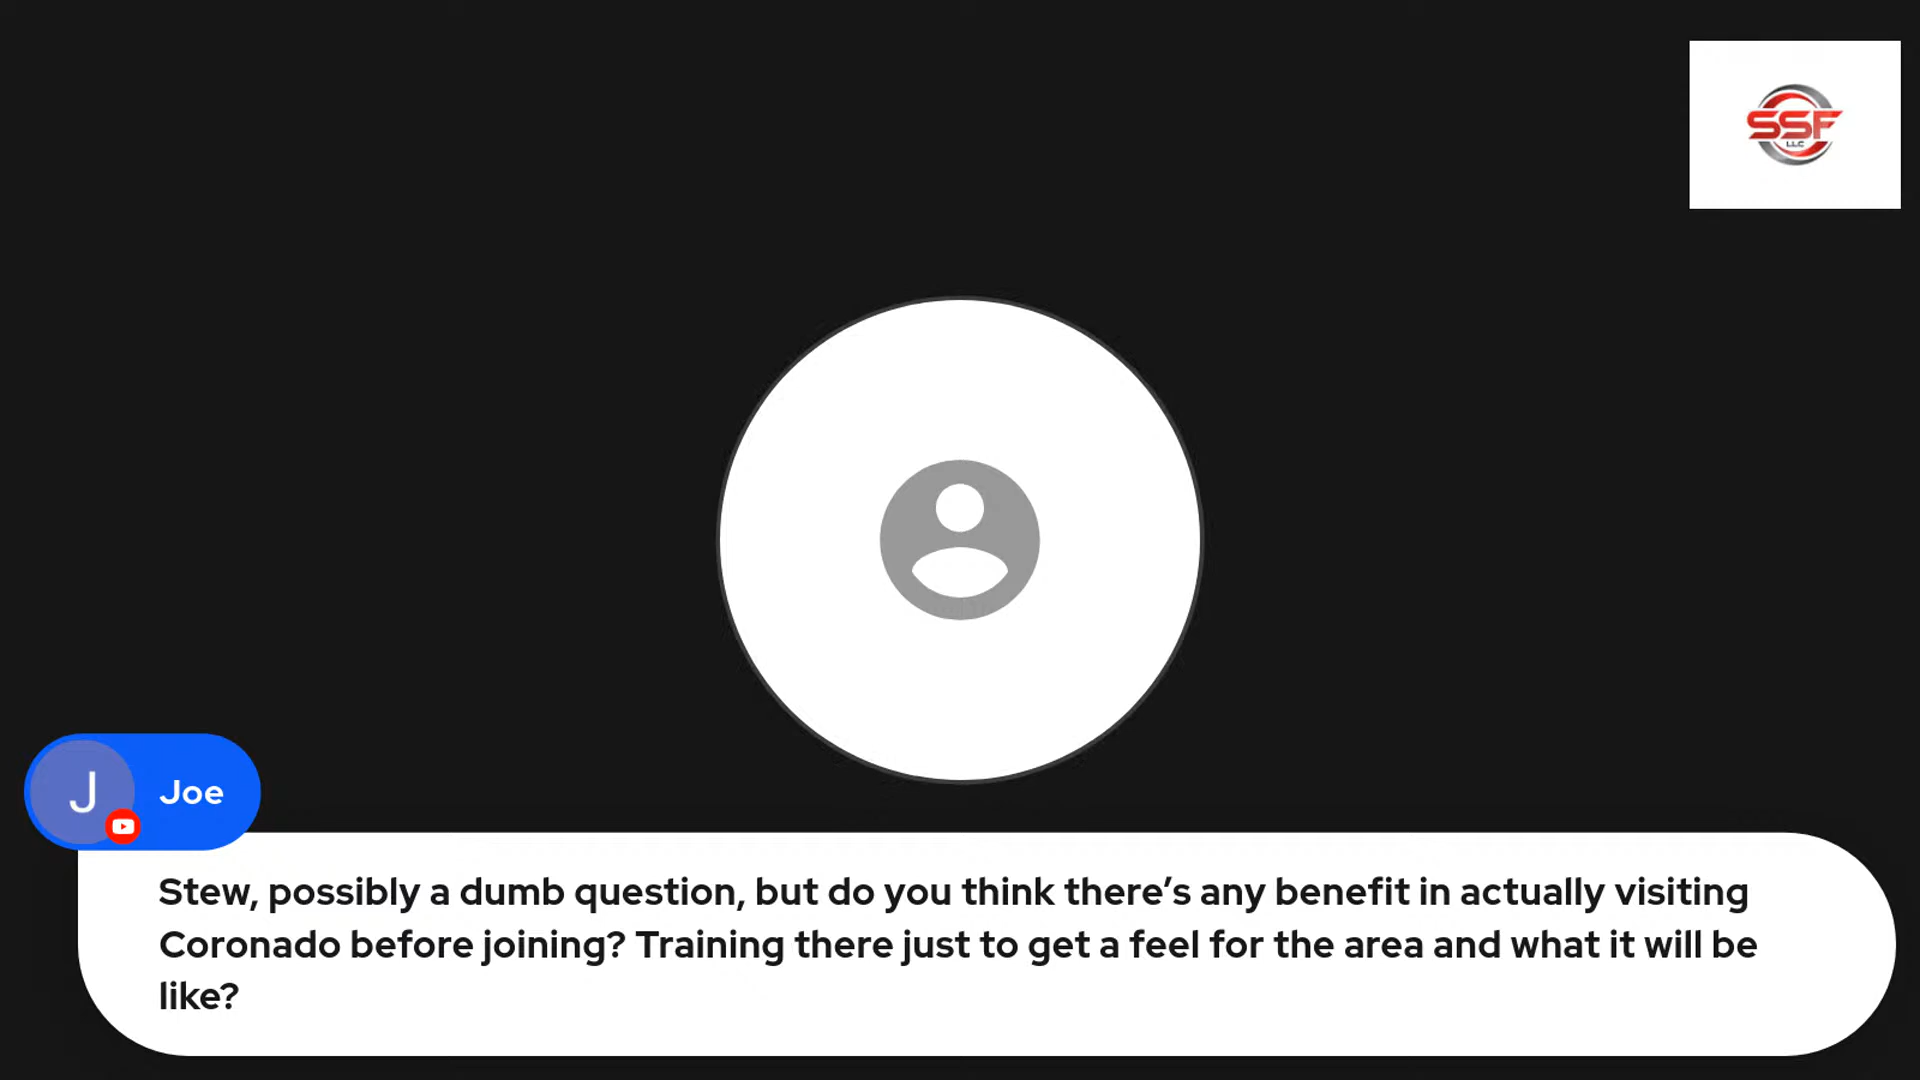 SSF
LLC
J
Joe
Stew, possibly a dumb question, but do you think there’s any benefit in actually visiting
Coronado before joining? Training there just to get a feel for the area and what it will be
like?